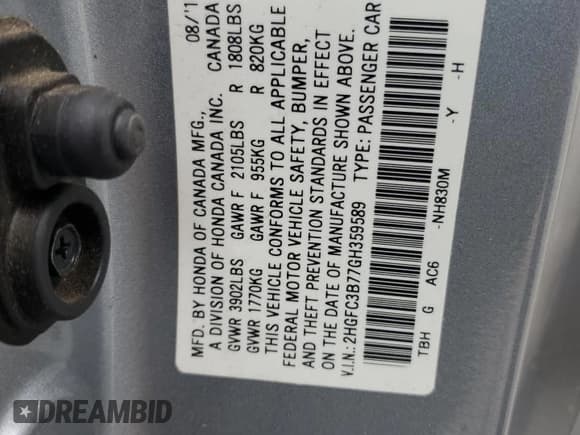 MFD. BY HONDA OF CANADA MFG., 08/1
A DIVISION OF HONDA CANADA INC. CANADA
GVWR 3902LBS GAWR F 2105LBS R 1808LBS
GVWR 1770KG GAWR F 955KG R 820KG
THIS VEHICLE CONFORMS TO ALL APPLICABLE
FEDERAL MOTOR VEHICLE SAFETY, BUMPER,
AND THEFT PREVENTION STANDARDS IN EFFECT
ON THE DATE OF MANUFACTURE SHOWN ABOVE.
V.I.N.: 2HGFC3B77GH359589 TYPE: PASSENGER CAR
TBH G AC6 -NH830M -Y -H
DREAMBID